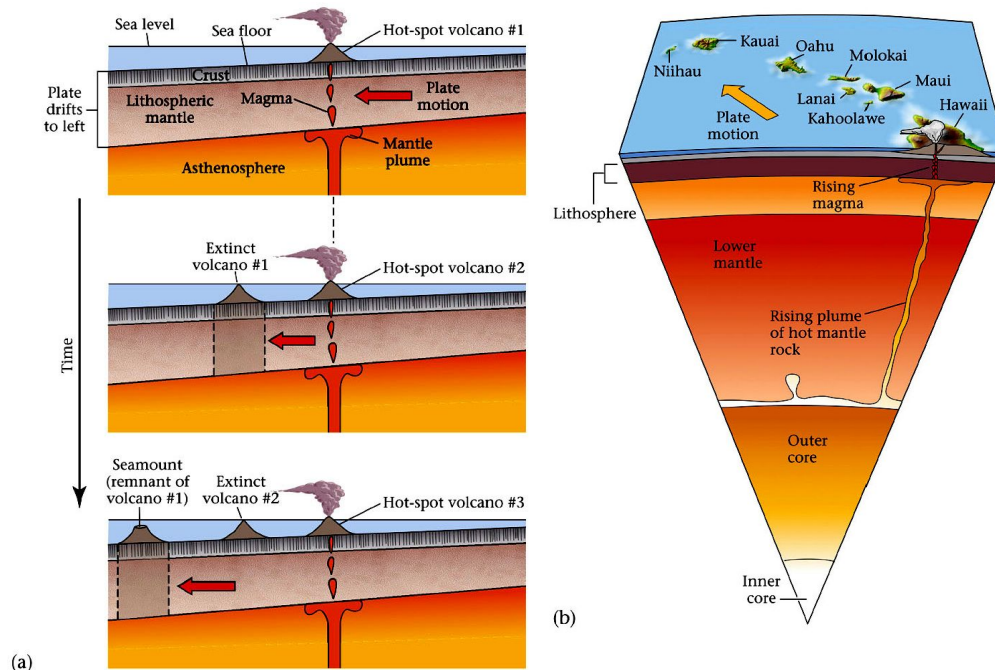 Sea level
Sea floor
Hot-spot volcano #1
Crust
Plate
drifts
to left
Lithospheric
mantle
Magma
Plate
motion
Mantle
plume
Asthenosphere
Time
Extinct
volcano #1
Hot-spot volcano #2
Seamount
(remnant of
volcano #1)
Extinct
volcano #2
Hot-spot volcano #3
(a)
Niihau
Kauai
Oahu
Molokai
Lanai
Maui
Kahoolawe
Hawaii
Plate
motion
Lithosphere
Rising
magma
Lower
mantle
Rising plume
of hot mantle
rock
Outer
core
Inner
core
(b)